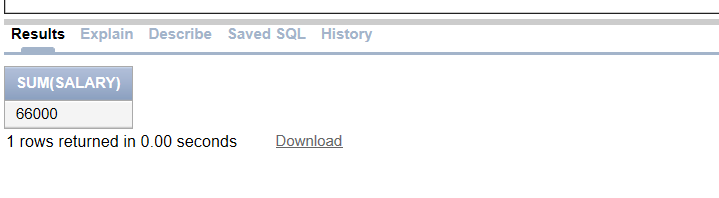 Results Explain Describe Saved SQL History
SUM(SALARY)
66000
1 rows returned in 0.00 seconds Download